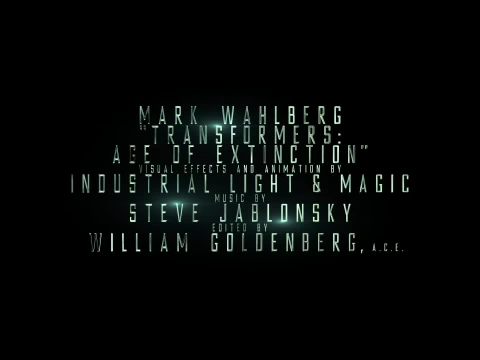 MARK WAHLBERG
"TRANSFORMERS:
AGE OF EXTINCTION"
VISUAL EFFECTS AND ANIMATION BY
INDUSTRIAL LIGHT & MAGIC
MUSIC BY
STEVE JABLONSKY
EDITED BY
WILLIAM GOLDENBERG, A.C.E.